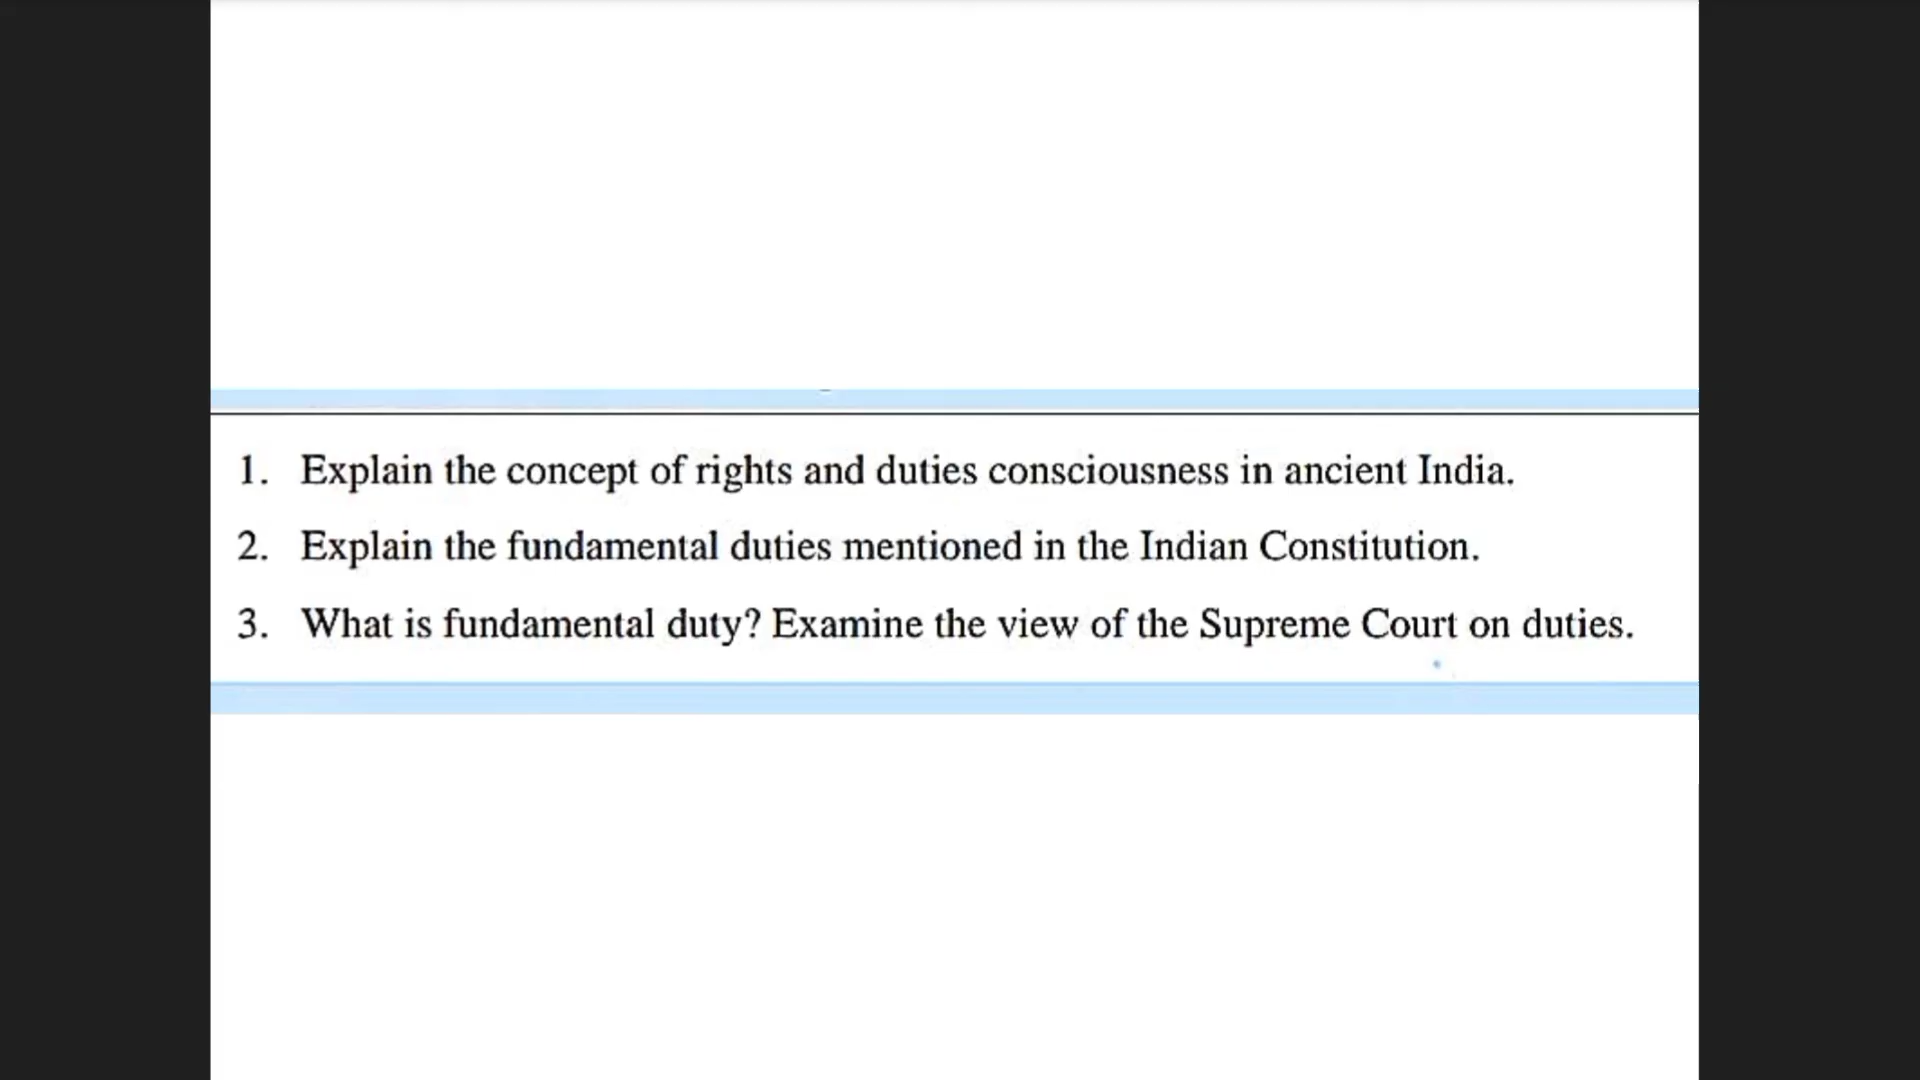 1. Explain the concept of rights and duties consciousness in ancient India.
2. Explain the fundamental duties mentioned in the Indian Constitution.
3. What is fundamental duty? Examine the view of the Supreme Court on duties.